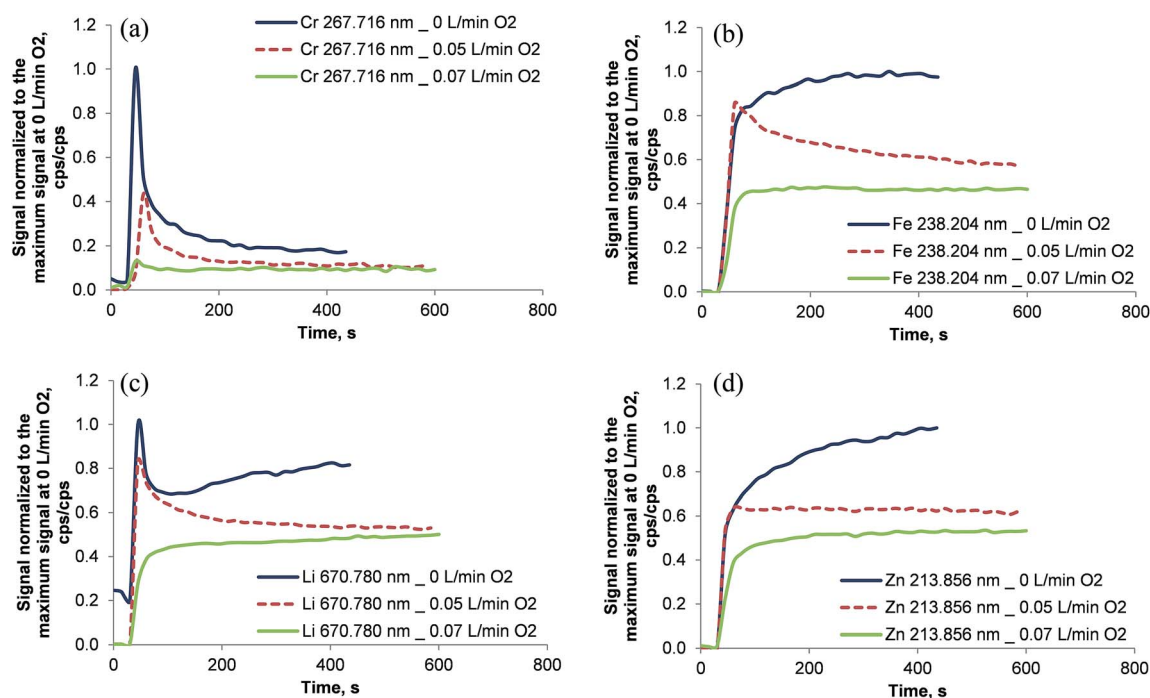 (a)
Signal normalized to the
maximum signal at 0 L/min O2,
cps/cps
1.2
1.0
0.8
0.6
0.4
0.2
0.0
Cr 267.716 nm _ 0 L/min O2
Cr 267.716 nm _ 0.05 L/min O2
Cr 267.716 nm _ 0.07 L/min O2
0 200 400 600 800
Time, s
(b)
Signal normalized to the
maximum signal at 0 L/min O2,
cps/cps
1.2
1.0
0.8
0.6
0.4
0.2
0.0
Fe 238.204 nm _ 0 L/min O2
Fe 238.204 nm _ 0.05 L/min O2
Fe 238.204 nm _ 0.07 L/min O2
0 200 400 600 800
Time, s
(c)
Signal normalized to the
maximum signal at 0 L/min O2,
cps/cps
1.2
1.0
0.8
0.6
0.4
0.2
0.0
Li 670.780 nm _ 0 L/min O2
Li 670.780 nm _ 0.05 L/min O2
Li 670.780 nm _ 0.07 L/min O2
0 200 400 600 800
Time, s
(d)
Signal normalized to the
maximum signal at 0 L/min O2,
cps/cps
1.2
1.0
0.8
0.6
0.4
0.2
0.0
Zn 213.856 nm _ 0 L/min O2
Zn 213.856 nm _ 0.05 L/min O2
Zn 213.856 nm _ 0.07 L/min O2
0 200 400 600 800
Time, s